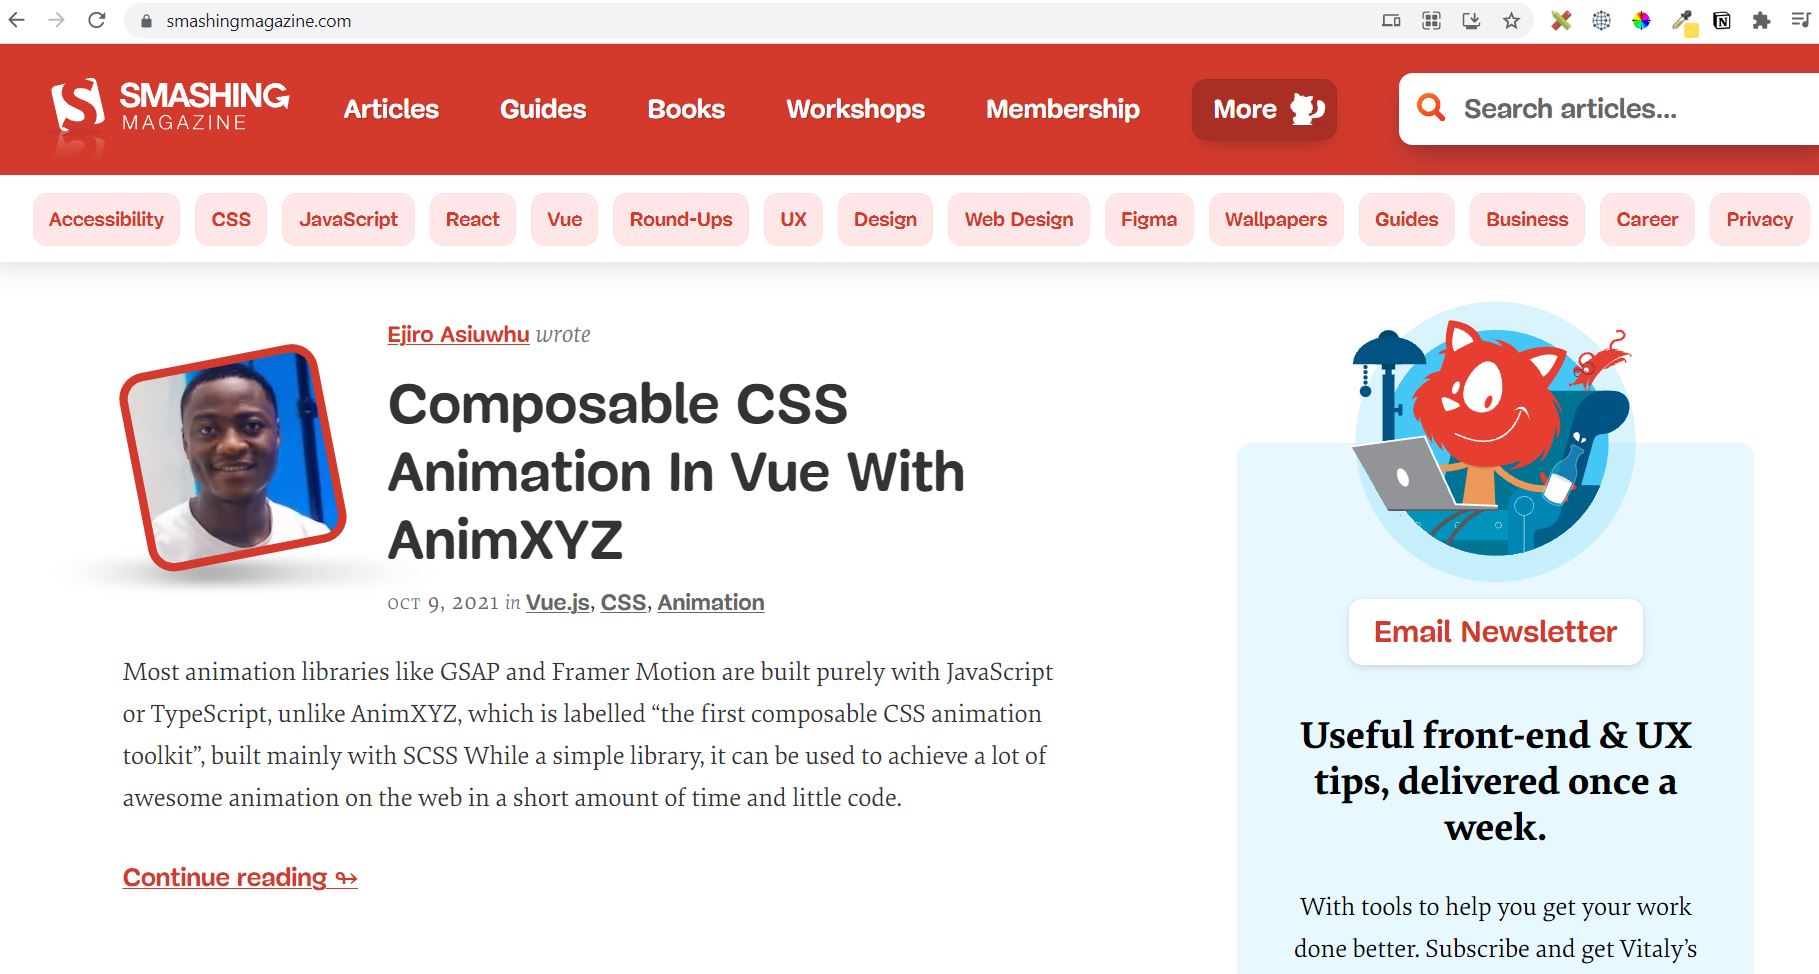 smashingmagazine.com
SMASHING
MAGAZINE
Articles
Guides
Books
Workshops
Membership
More
Search articles...
Accessibility
CSS
JavaScript
React
Vue
Round-Ups
UX
Design
Web Design
Figma
Wallpapers
Guides
Business
Career
Privacy
Ejiro Asiuwhu wrote
Composable CSS
Animation In Vue With
AnimXYZ
OCT 9, 2021 in Vue.js, CSS, Animation
Most animation libraries like GSAP and Framer Motion are built purely with JavaScript
or TypeScript, unlike AnimXYZ, which is labelled “the first composable CSS animation
toolkit”, built mainly with SCSS While a simple library, it can be used to achieve a lot of
awesome animation on the web in a short amount of time and little code.
Continue reading ↬
Email Newsletter
Useful front-end & UX
tips, delivered once a
week.
With tools to help you get your work
done better. Subscribe and get Vitaly’s